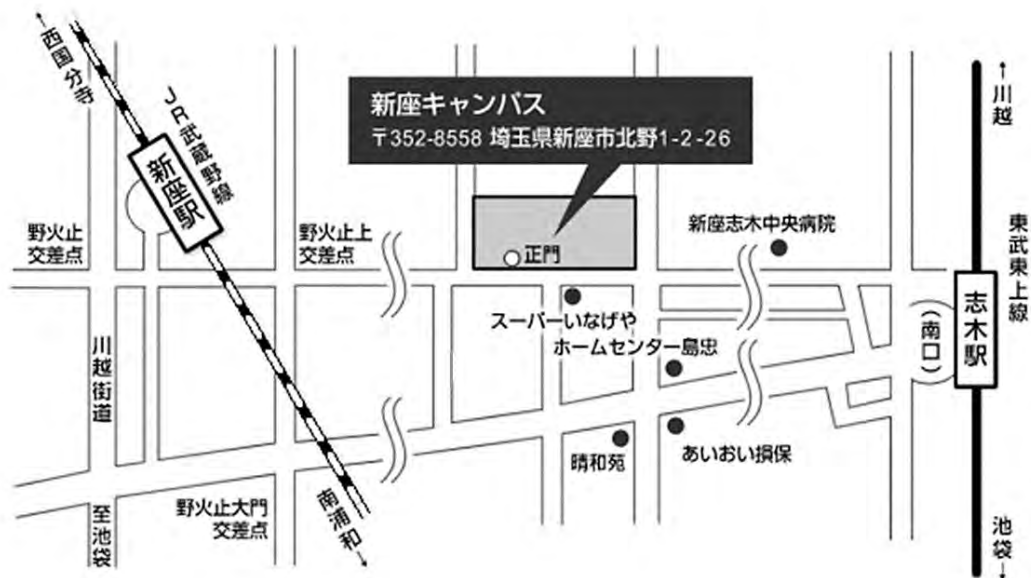 ←西国分寺
JR武蔵野線
新座駅
新座キャンパス
〒352-8558 埼玉県新座市北野1-2-26
↑川越
野火止
交差点
野火止上
交差点
正門
新座志木中央病院
東武東上線
志木駅
(南口)
スーパーいなげや
ホームセンター島忠
川越街道
晴和苑
あいおい損保
野火止大門
交差点
至池袋
南浦和→
池袋↓